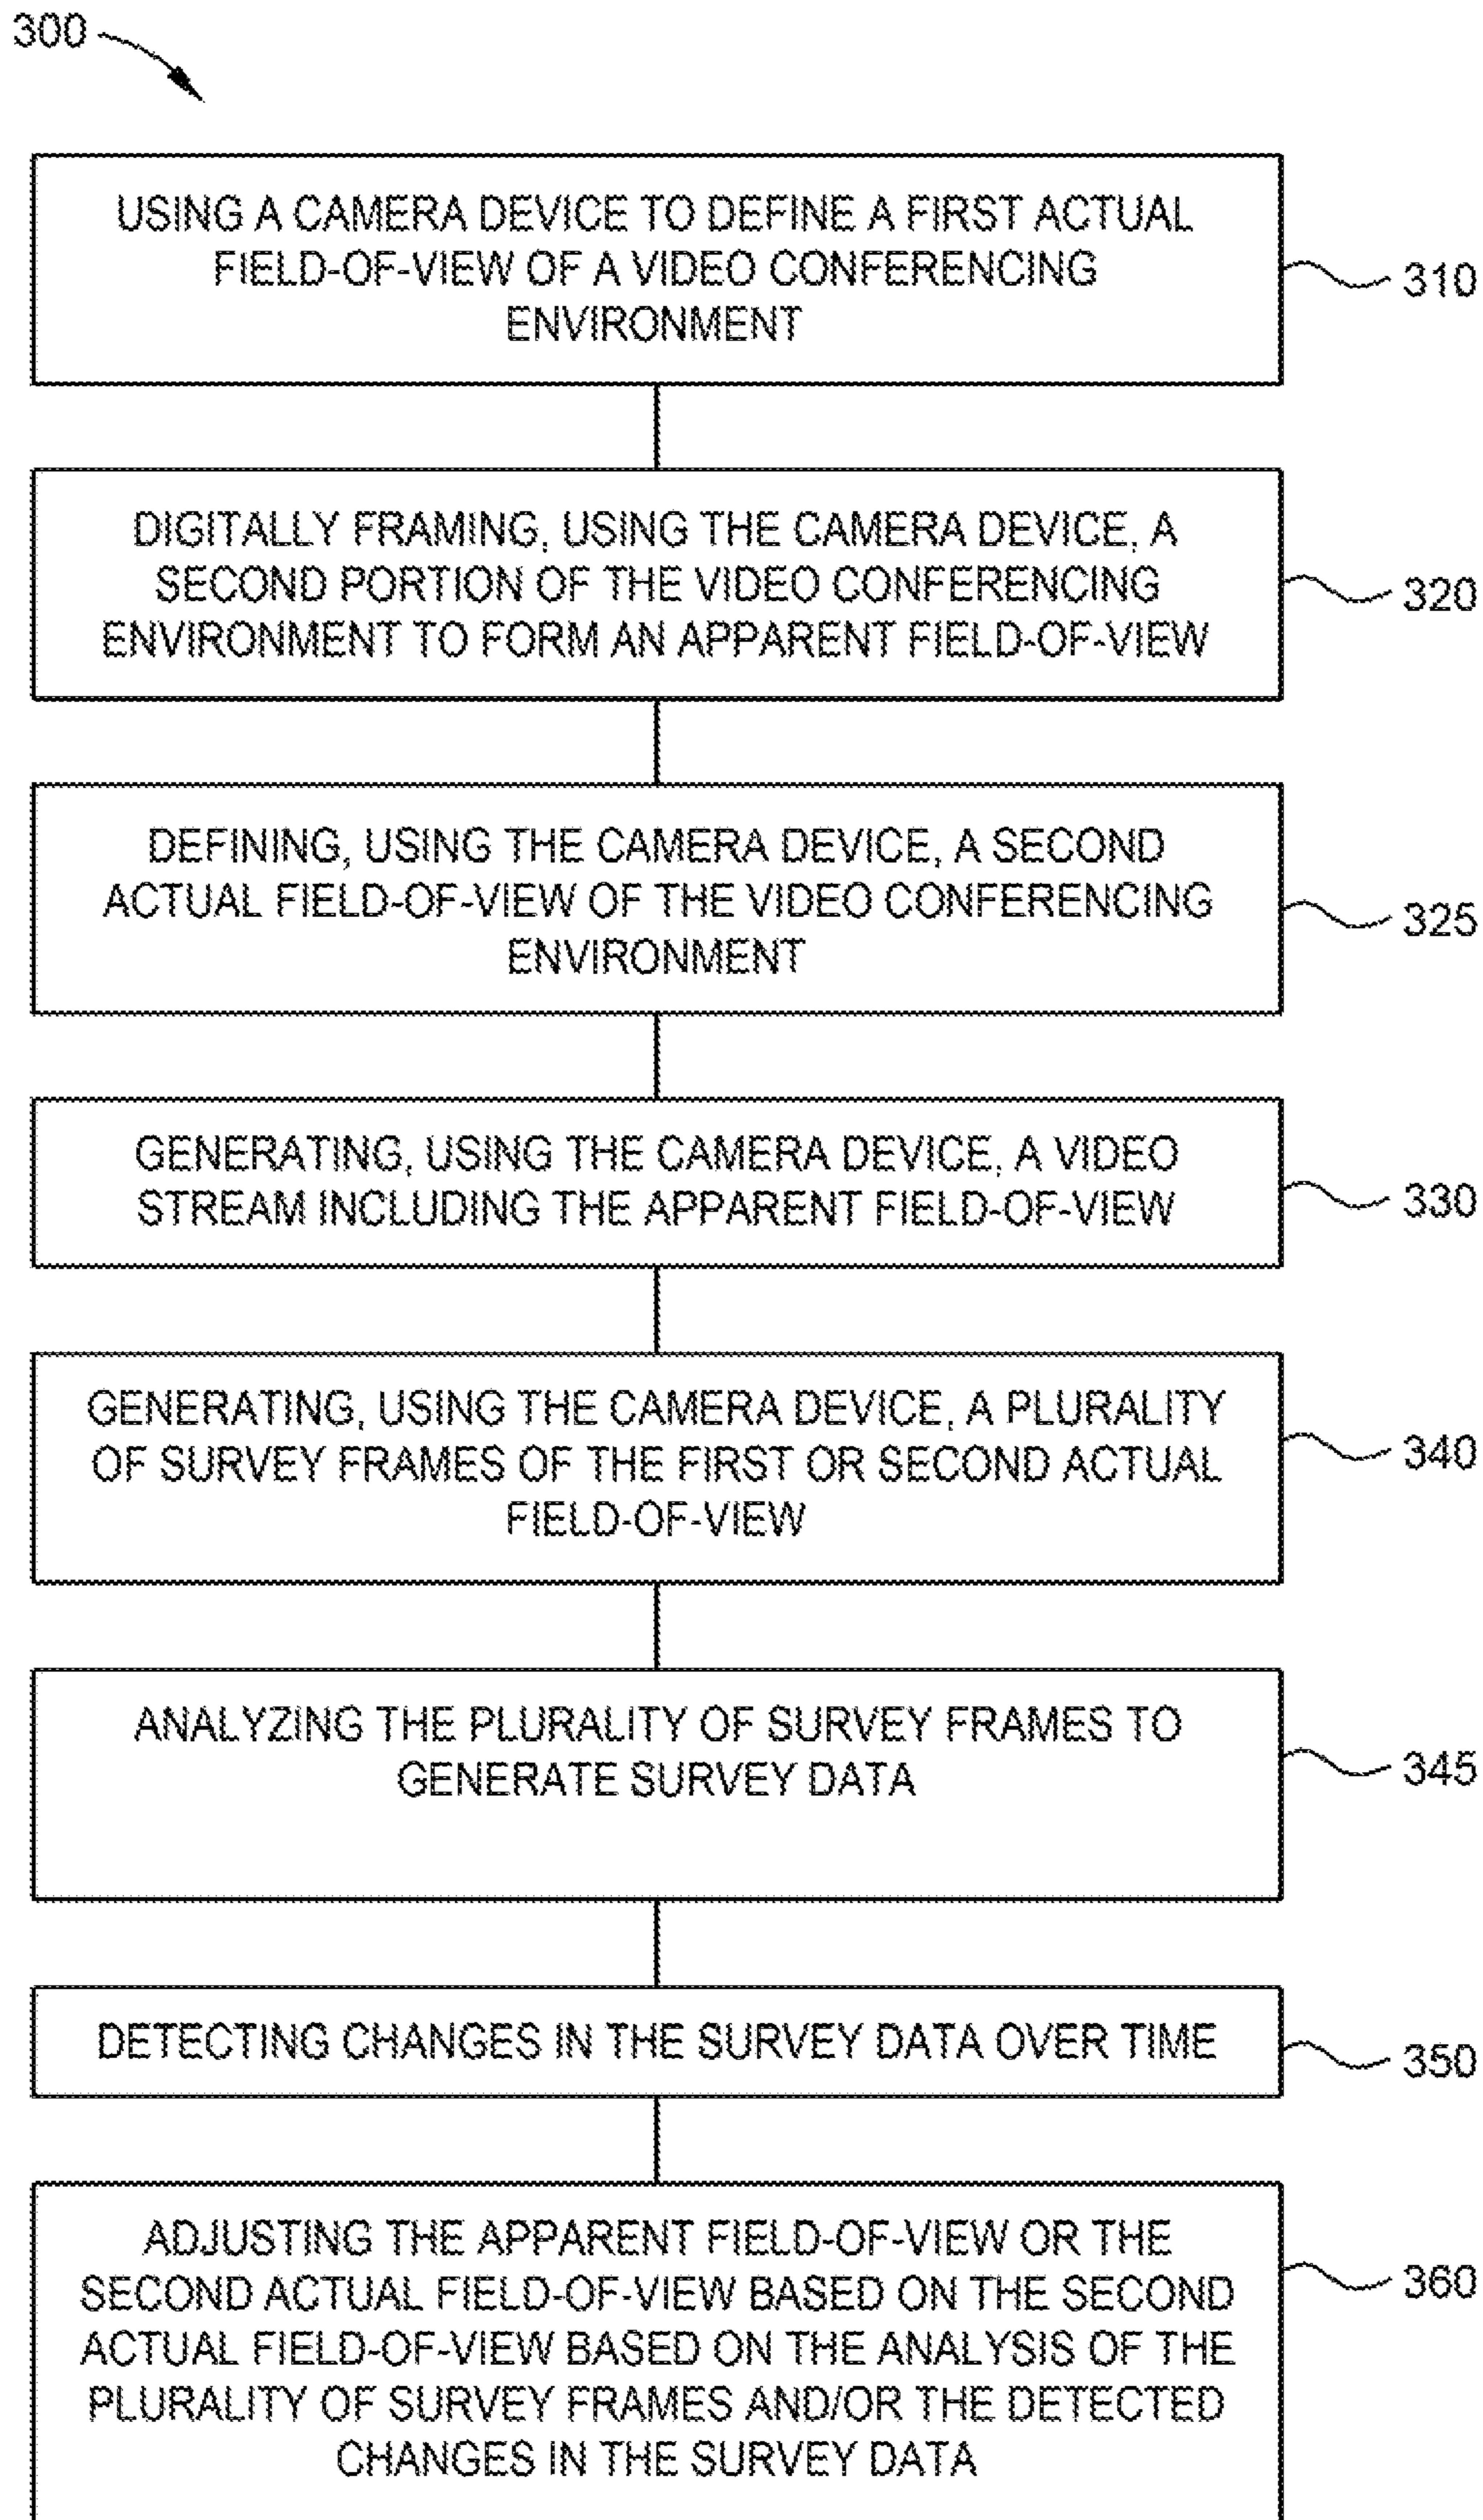 300
USING A CAMERA DEVICE TO DEFINE A FIRST ACTUAL
FIELD-OF-VIEW OF A VIDEO CONFERENCING
ENVIRONMENT
310
DIGITALLY FRAMING, USING THE CAMERA DEVICE, A
SECOND PORTION OF THE VIDEO CONFERENCING
ENVIRONMENT TO FORM AN APPARENT FIELD-OF-VIEW
320
DEFINING, USING THE CAMERA DEVICE, A SECOND
ACTUAL FIELD-OF-VIEW OF THE VIDEO CONFERENCING
ENVIRONMENT
325
GENERATING, USING THE CAMERA DEVICE, A VIDEO
STREAM INCLUDING THE APPARENT FIELD-OF-VIEW
330
GENERATING, USING THE CAMERA DEVICE, A PLURALITY
OF SURVEY FRAMES OF THE FIRST OR SECOND ACTUAL
FIELD-OF-VIEW
340
ANALYZING THE PLURALITY OF SURVEY FRAMES TO
GENERATE SURVEY DATA
345
DETECTING CHANGES IN THE SURVEY DATA OVER TIME
350
ADJUSTING THE APPARENT FIELD-OF-VIEW OR THE
SECOND ACTUAL FIELD-OF-VIEW BASED ON THE SECOND
ACTUAL FIELD-OF-VIEW BASED ON THE ANALYSIS OF THE
PLURALITY OF SURVEY FRAMES AND/OR THE DETECTED
CHANGES IN THE SURVEY DATA
360